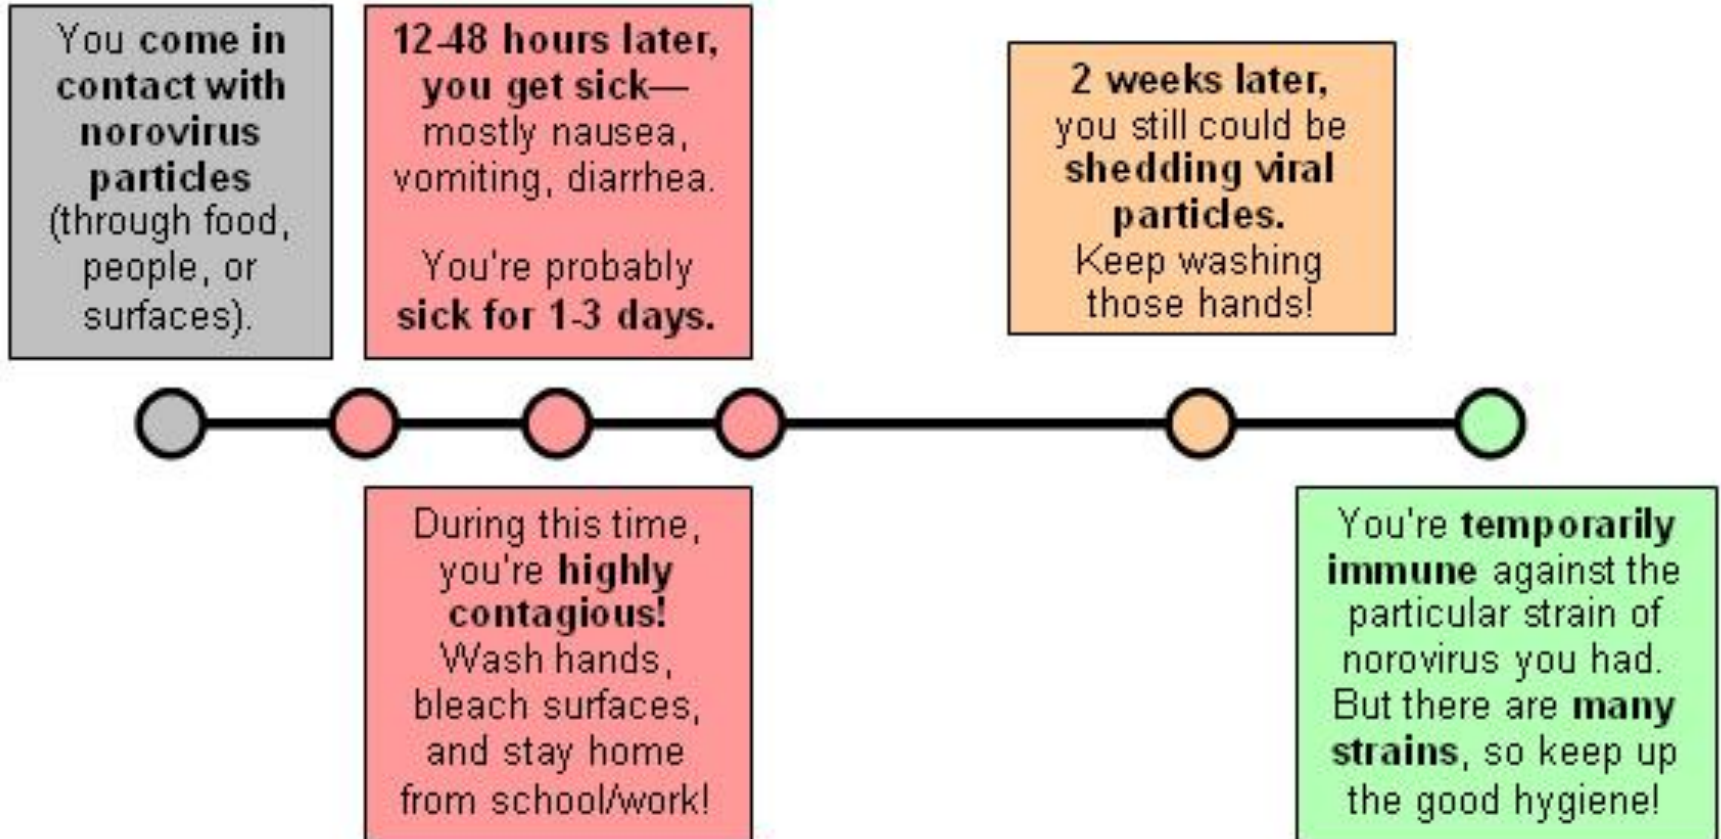 You come in
contact with
norovirus
particles
(through food,
people, or
surfaces).
12-48 hours later,
you get sick—
mostly nausea,
vomiting, diarrhea.
You're probably
sick for 1-3 days.
2 weeks later,
you still could be
shedding viral
particles.
Keep washing
those hands!
During this time,
you're highly
contagious!
Wash hands,
bleach surfaces,
and stay home
from school/work!
You're temporarily
immune against the
particular strain of
norovirus you had.
But there are many
strains, so keep up
the good hygiene!